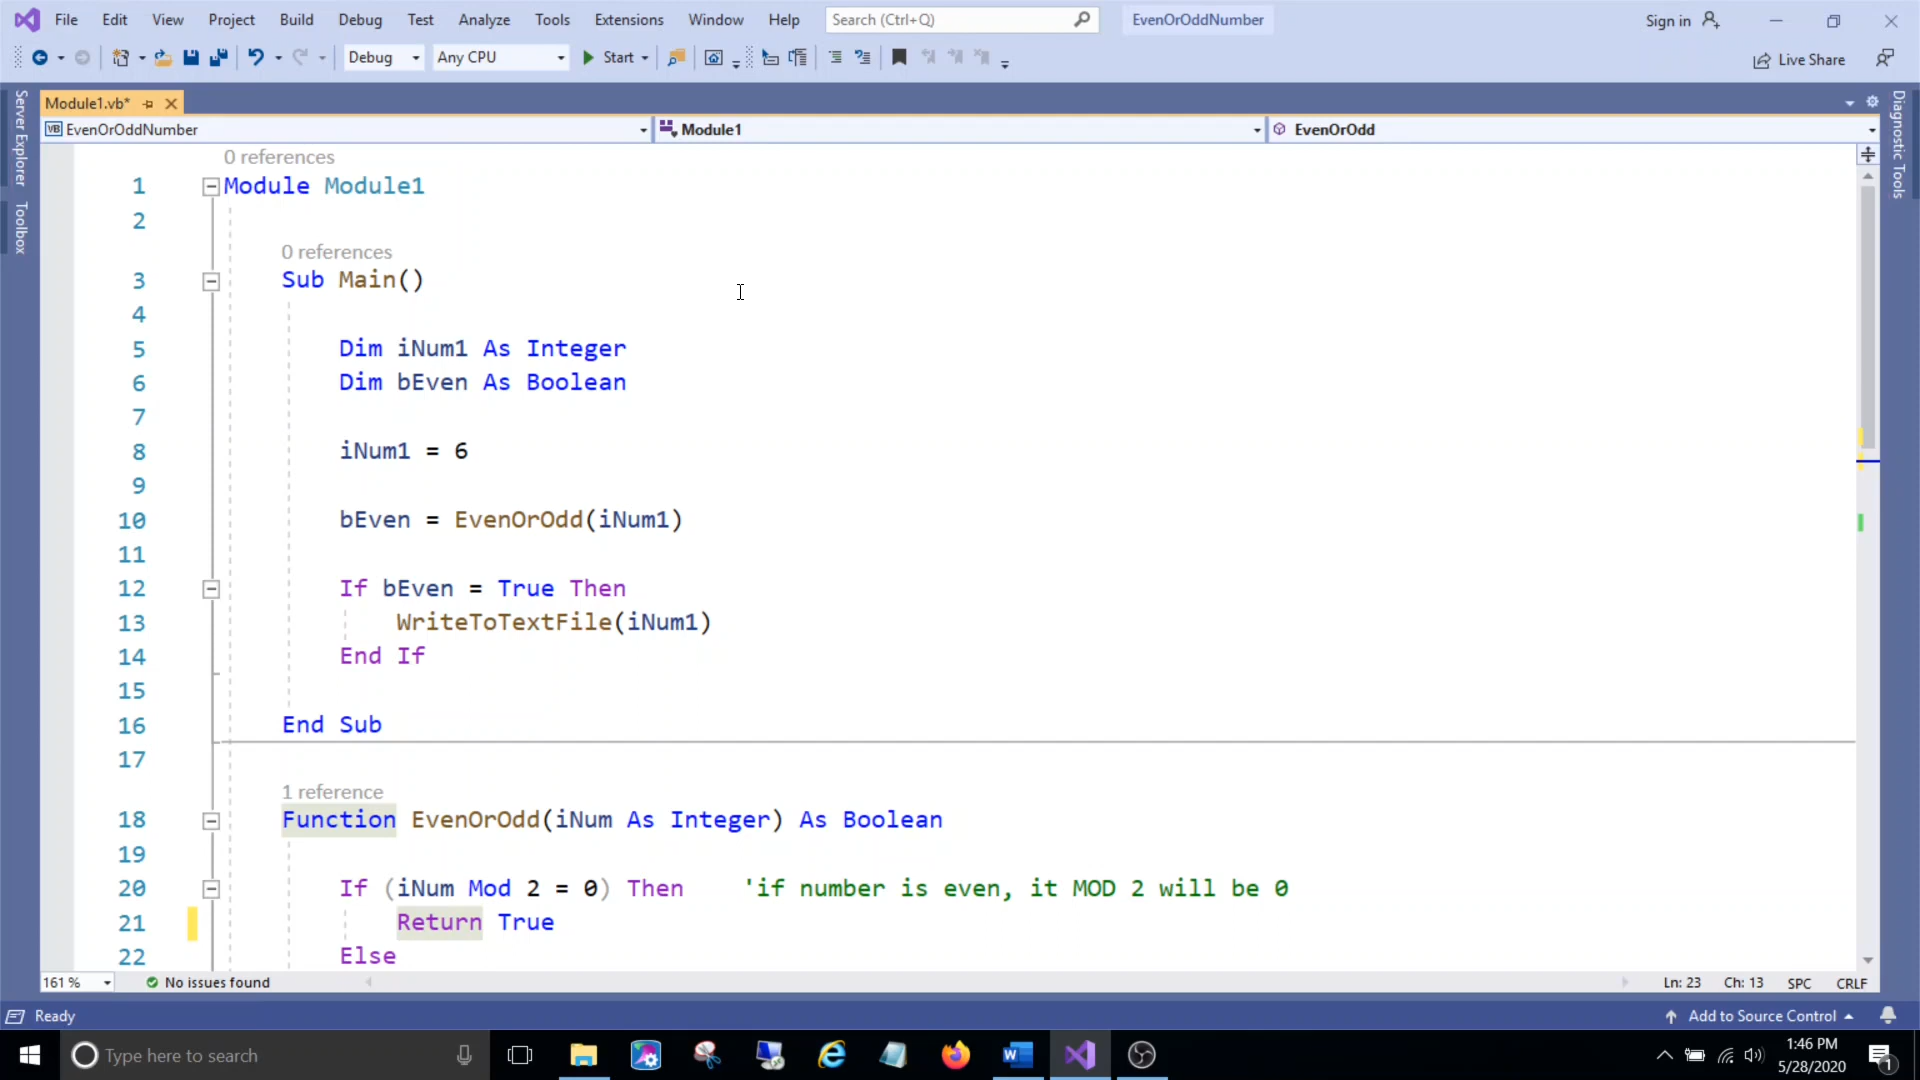 File Edit View Project Build Debug Test Analyze Tools Extensions Window Help Search (Ctrl+Q) EvenOrOddNumber Sign in
Debug Any CPU Start Live Share
Server Explorer
Toolbox
Diagnostic Tools
Module1.vb*
VB EvenOrOddNumber Module1 EvenOrOdd
0 references
1 Module Module1
2
0 references
3 Sub Main()
4
5 Dim iNum1 As Integer
6 Dim bEven As Boolean
7
8 iNum1 = 6
9
10 bEven = EvenOrOdd(iNum1)
11
12 If bEven = True Then
13 WriteToTextFile(iNum1)
14 End If
15
16 End Sub
17
1 reference
18 Function EvenOrOdd(iNum As Integer) As Boolean
19
20 If (iNum Mod 2 = 0) Then 'if number is even, it MOD 2 will be 0
21 Return True
22 Else
161 % No issues found Ln: 23 Ch: 13 SPC CRLF
Ready Add to Source Control
Type here to search 1:46 PM
5/28/2020 1